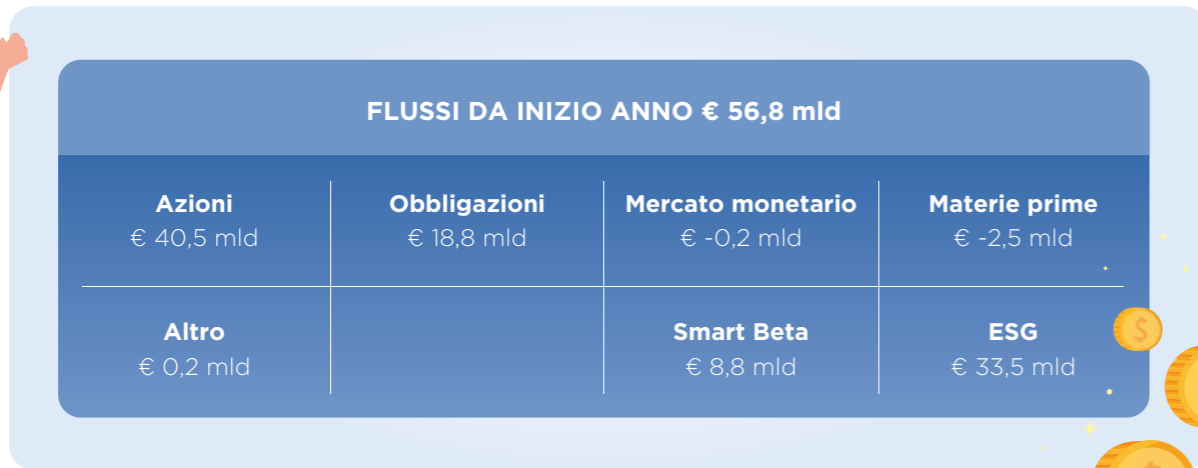 FLUSSI DA INIZIO ANNO € 56,8 mld
Azioni
€ 40,5 mld
Obbligazioni
€ 18,8 mld
Mercato monetario
€ -0,2 mld
Materie prime
€ -2,5 mld
Altro
€ 0,2 mld
Smart Beta
€ 8,8 mld
ESG
€ 33,5 mld
$